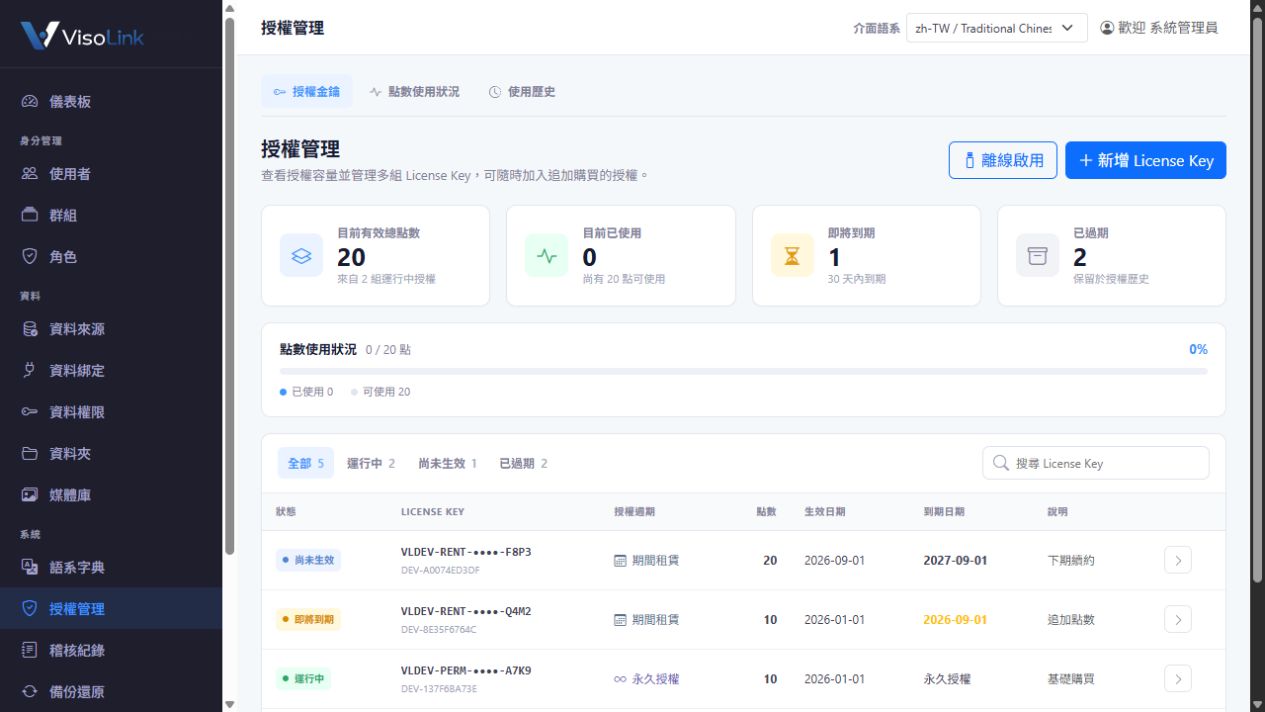 VisoLink
儀表板
身分管理
使用者
群組
角色
資料
資料來源
資料綁定
資料權限
資料夾
媒體庫
系統
語系字典
授權管理
稽核紀錄
備份還原
授權管理
介面語系 zh-TW / Traditional Chines 歡迎 系統管理員
授權金鑰 點數使用狀況 使用歷史
授權管理
查看授權容量並管理多組 License Key，可隨時加入追加購買的授權。
離線啟用 + 新增 License Key
目前有效總點數
20
來自 2 組運行中授權
目前已使用
0
尚有 20 點可使用
即將到期
1
30 天內到期
已過期
2
保留於授權歷史
點數使用狀況 0 / 20 點 0%
已使用 0 可使用 20
全部 5 運行中 2 尚未生效 1 已過期 2 搜尋 License Key
狀態 LICENSE KEY 授權週期 點數 生效日期 到期日期 說明
尚未生效 VLDEV-RENT-••••-F8P3 期間租賃 20 2026-09-01 2027-09-01 下期續約
DEV-A0074ED3DF
即將到期 VLDEV-RENT-••••-Q4M2 期間租賃 10 2026-01-01 2026-09-01 追加點數
DEV-8E35F6764C
運行中 VLDEV-PERM-••••-A7K9 永久授權 10 2026-01-01 永久授權 基礎購買
DEV-137F6BA73E